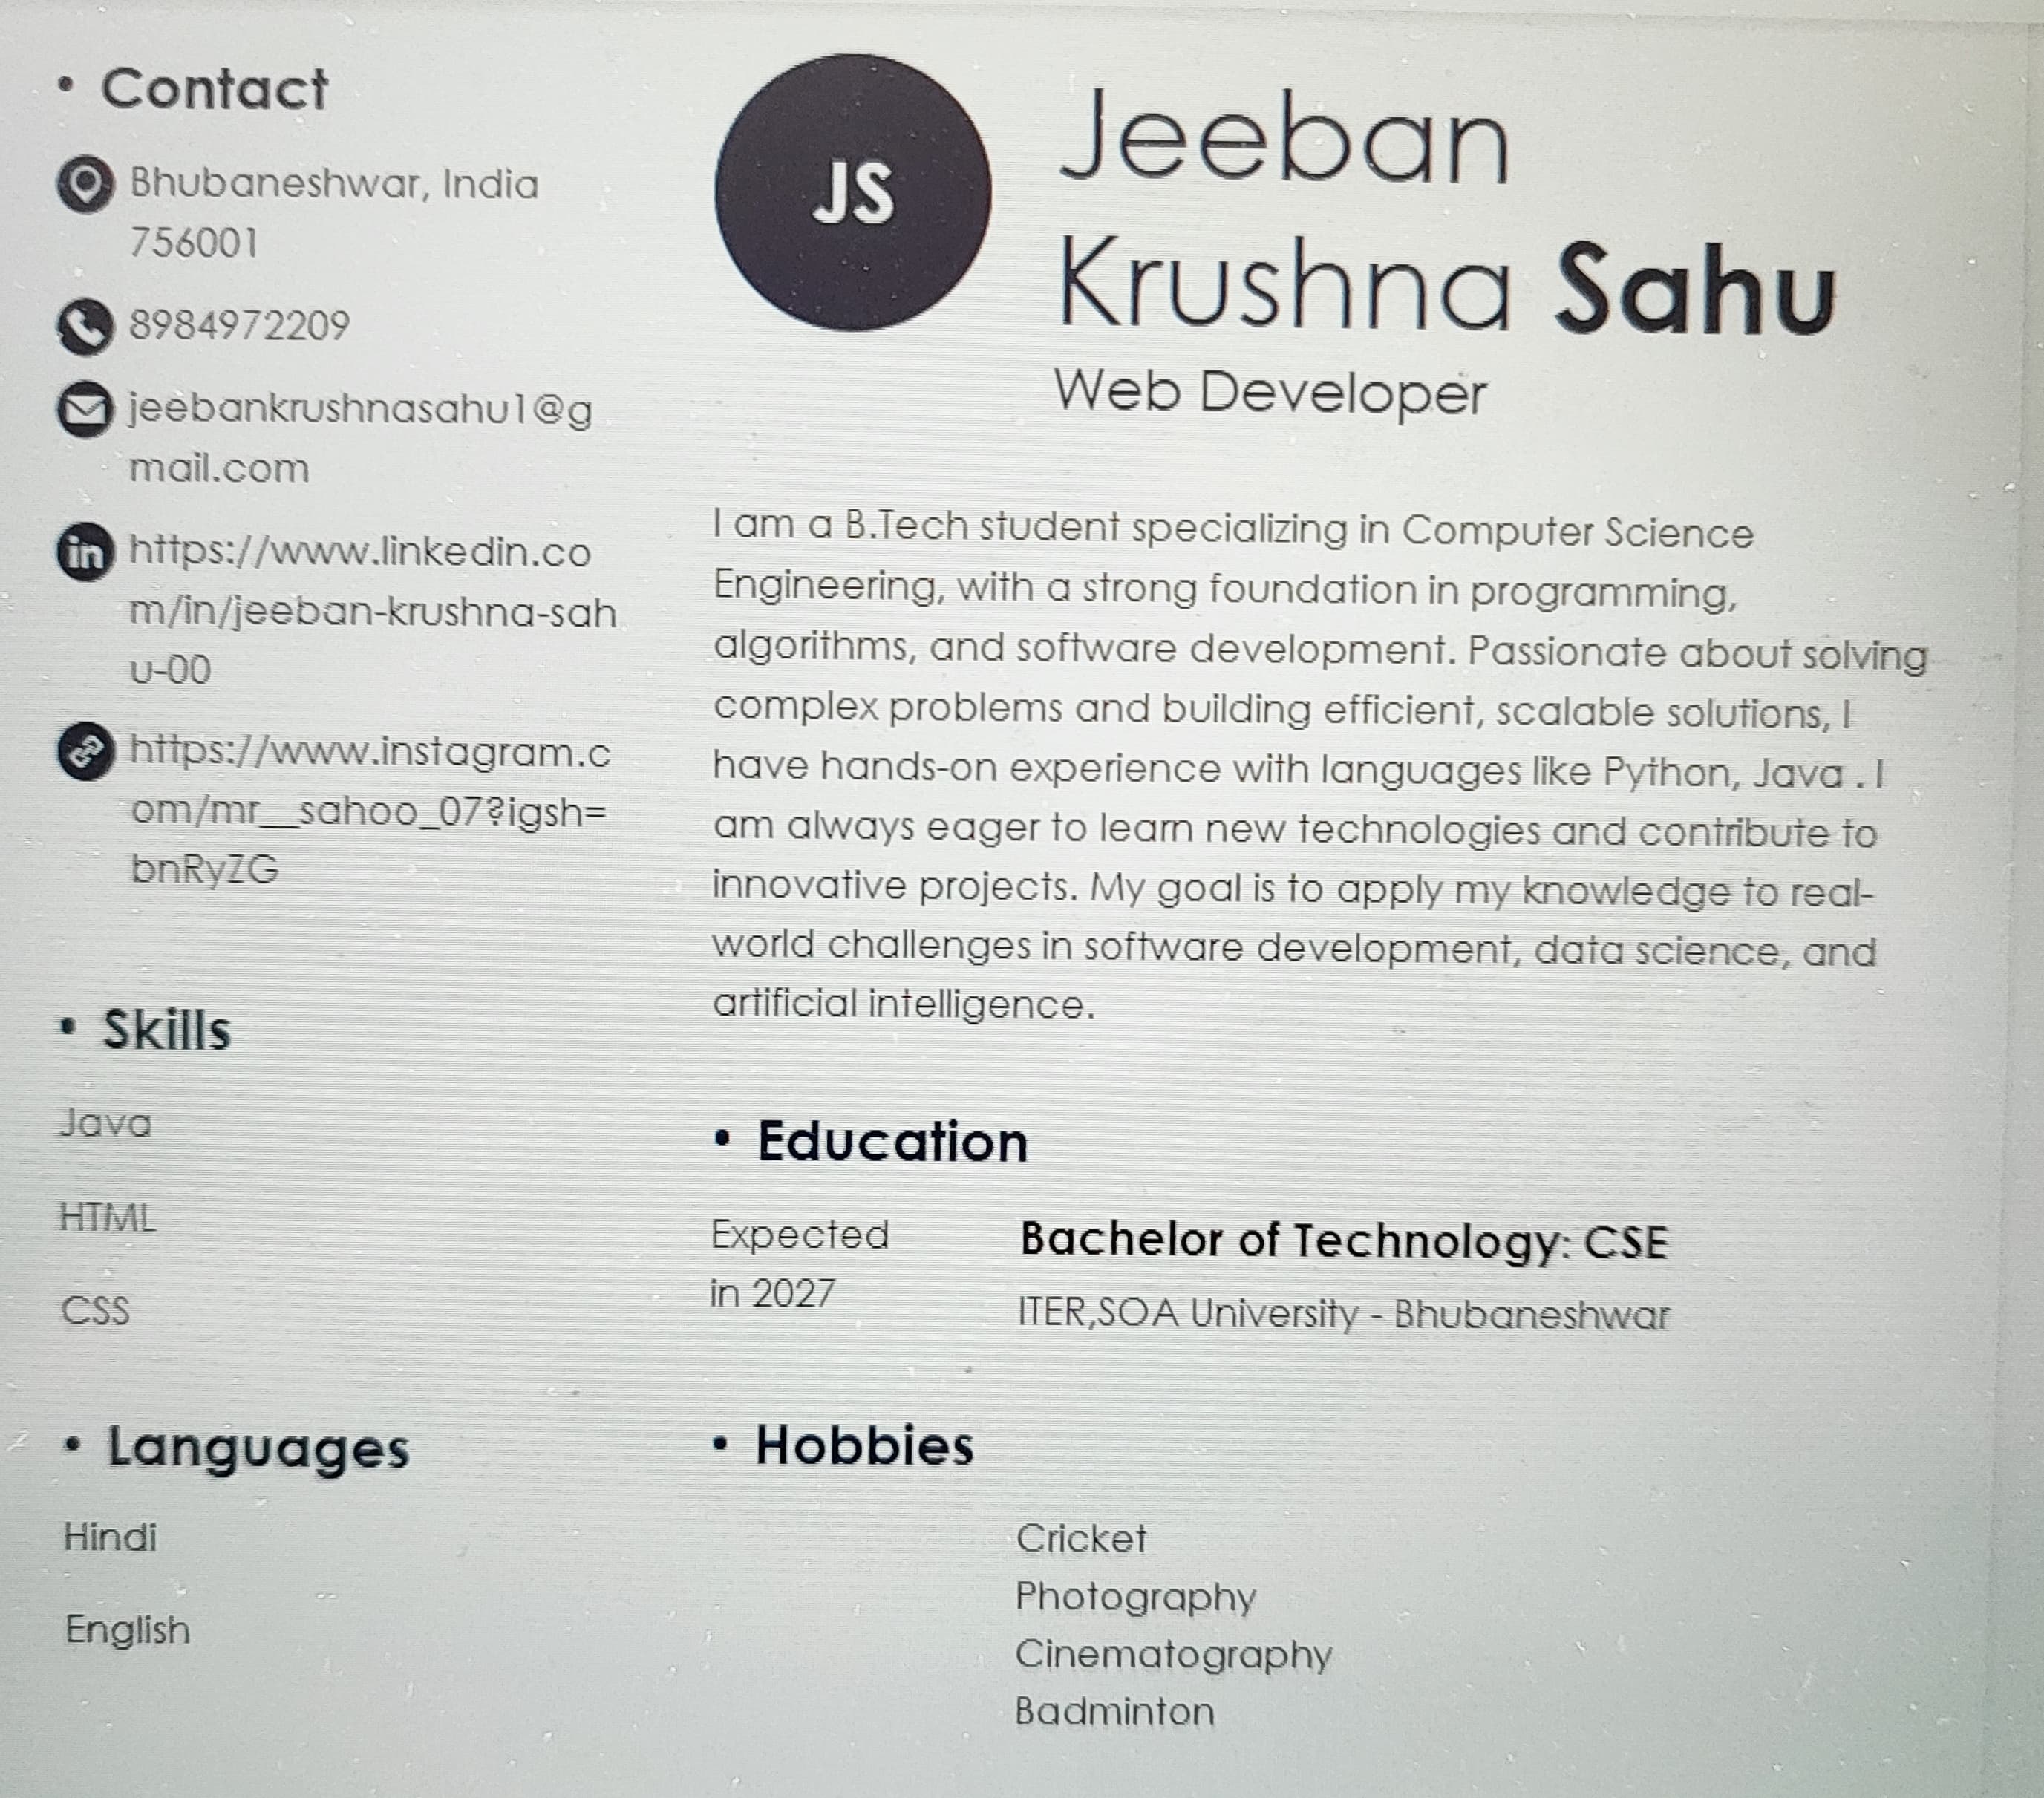 • Contact
Bhubaneshwar, India
756001
8984972209
jeebankrushnasahu1@g
mail.com
https://www.linkedin.co
m/in/jeeban-krushna-sah
u-00
https://www.instagram.c
om/mr__sahoo_07?igsh=
bnRyZG
• Skills
Java
HTML
CSS
• Languages
Hindi
English
JS
Jeeban
Krushna Sahu
Web Developer
I am a B.Tech student specializing in Computer Science
Engineering, with a strong foundation in programming,
algorithms, and software development. Passionate about solving
complex problems and building efficient, scalable solutions, I
have hands-on experience with languages like Python, Java . I
am always eager to learn new technologies and contribute to
innovative projects. My goal is to apply my knowledge to real-
world challenges in software development, data science, and
artificial intelligence.
• Education
Expected
in 2027
Bachelor of Technology: CSE
ITER,SOA University - Bhubaneshwar
• Hobbies
Cricket
Photography
Cinematography
Badminton